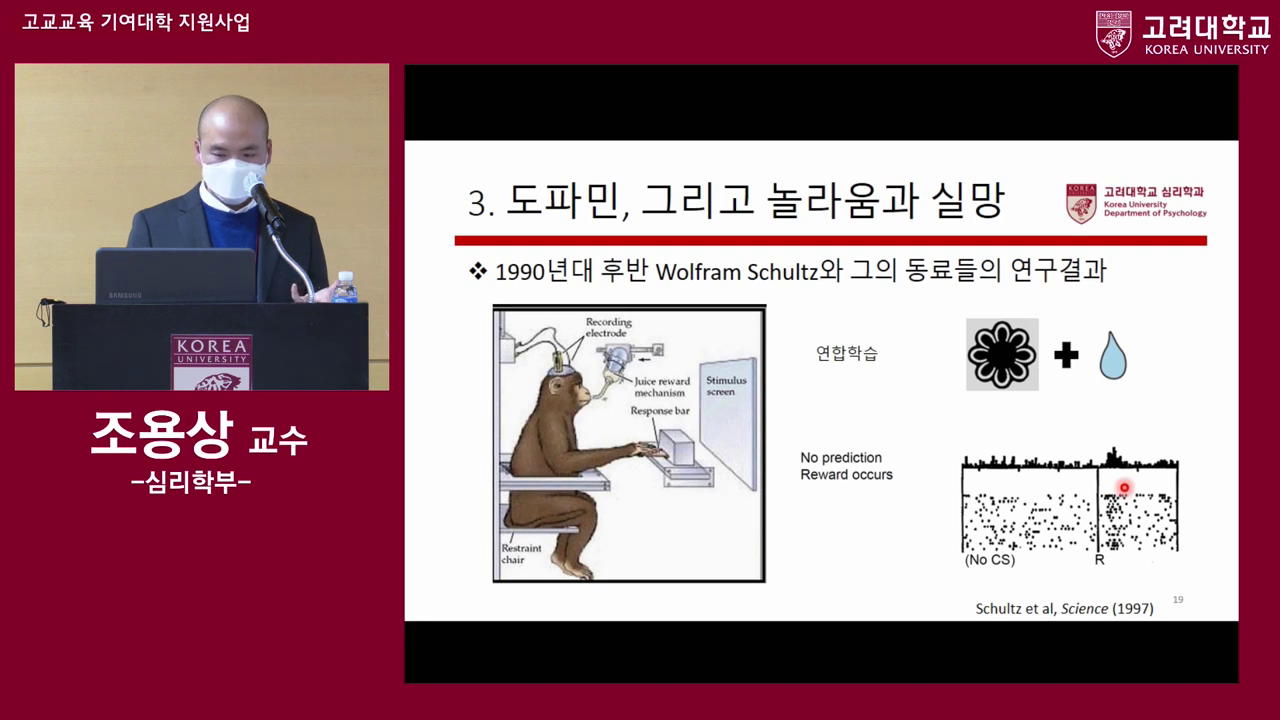 고교교육 기여대학 지원사업
고려대학교
KOREA UNIVERSITY
SAMSUNG
KOREA
UNIVERSITY
조용상 교수
-심리학부-
3. 도파민, 그리고 놀라움과 실망
KOREA
고려대학교 심리학과
Korea University
Department of Psychology
❖ 1990년대 후반 Wolfram Schultz와 그의 동료들의 연구결과
Recording
electrode
Juice reward
mechanism
Stimulus
screen
Response bar
Restraint
chair
연합학습
No prediction
Reward occurs
(No CS)
R
Schultz et al, Science (1997)
19